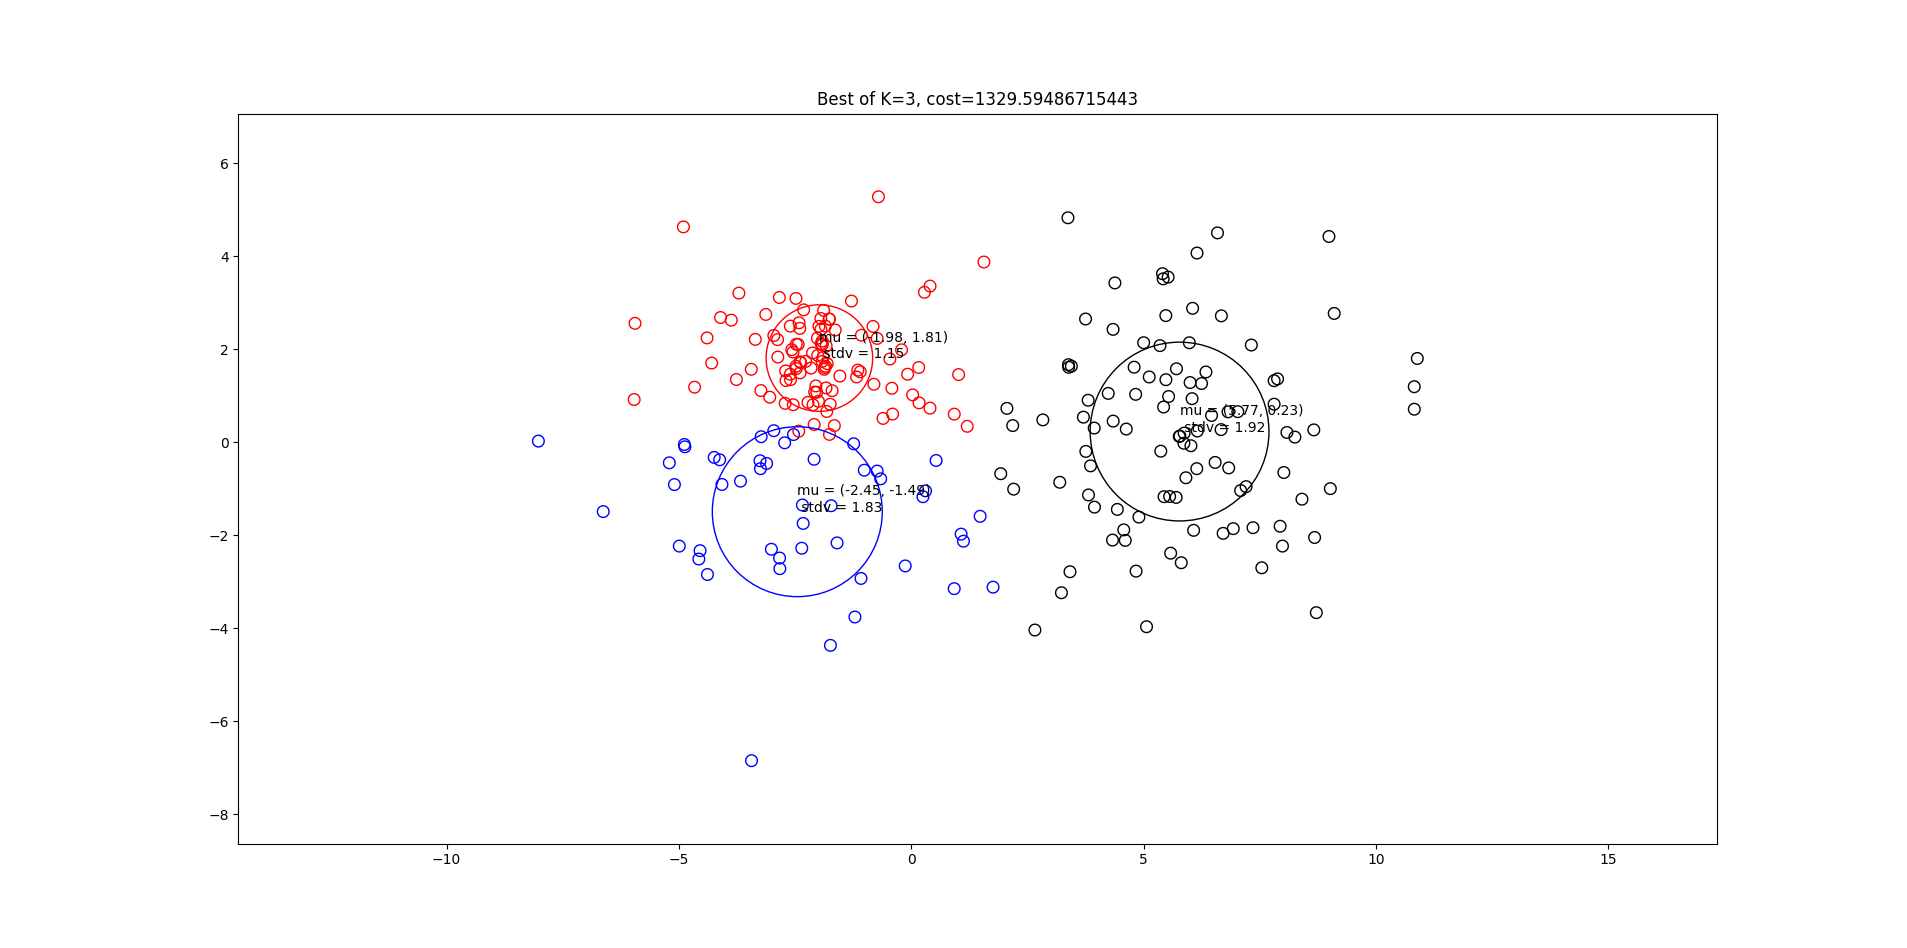 Best of K=3, cost=1329.59486715443
6
4
2
0
−2
−4
−6
−8
mu = (-1.98, 1.81)
stdv = 1.15
mu = (5.77, 0.23)
stdv = 1.92
mu = (-2.45, -1.49)
stdv = 1.83
−10
−5
0
5
10
15